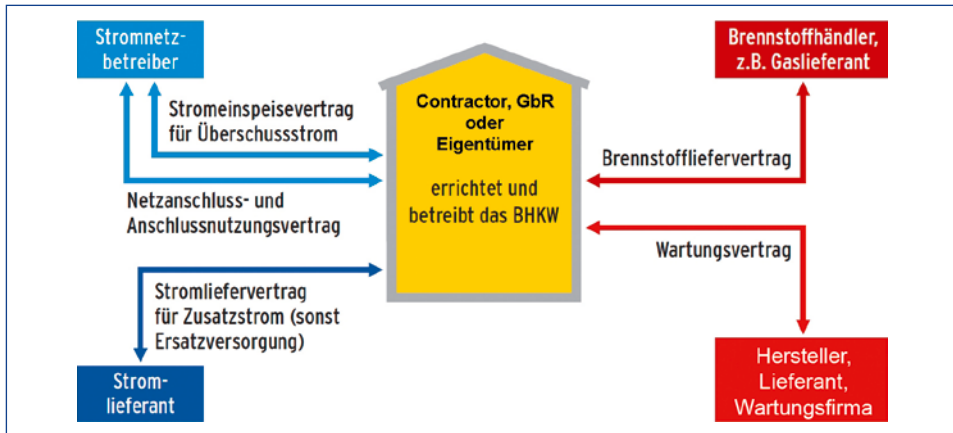 Stromnetz-
betreiber
Stromeinspeisevertrag
für Überschussstrom
Netzanschluss- und
Anschlussnutzungsvertrag
Stromliefervertrag
für Zusatzstrom (sonst
Ersatzversorgung)
Strom-
lieferant
Contractor, GbR
oder
Eigentümer
errichtet und
betreibt das BHKW
Brennstoffhändler,
z.B. Gaslieferant
Brennstoffliefervertrag
Wartungsvertrag
Hersteller,
Lieferant,
Wartungsfirma